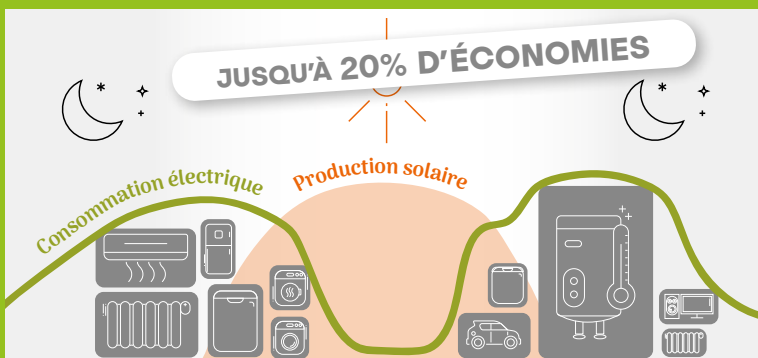 JUSQU'À 20% D'ÉCONOMIES
Consommation électrique
Production solaire